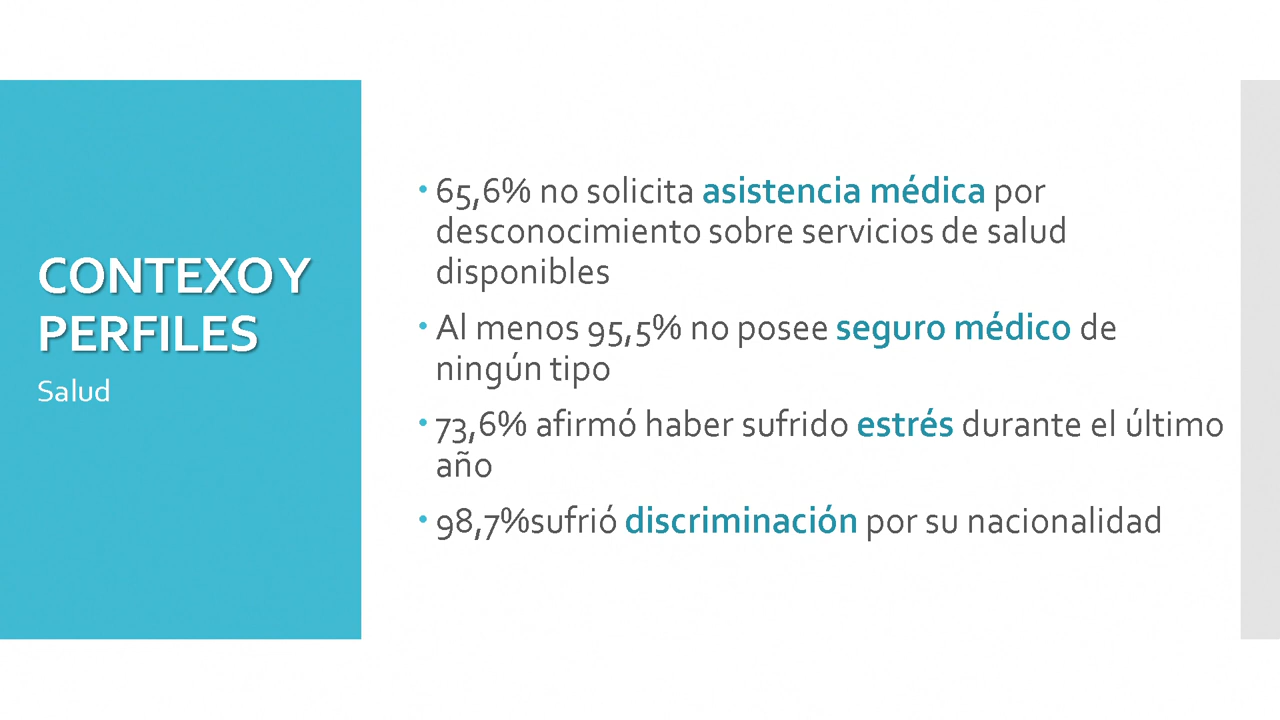 CONTEXO Y
PERFILES
Salud
• 65,6% no solicita asistencia médica por
desconocimiento sobre servicios de salud
disponibles
• Al menos 95,5% no posee seguro médico de
ningún tipo
• 73,6% afirmó haber sufrido estrés durante el último
año
• 98,7%sufrió discriminación por su nacionalidad